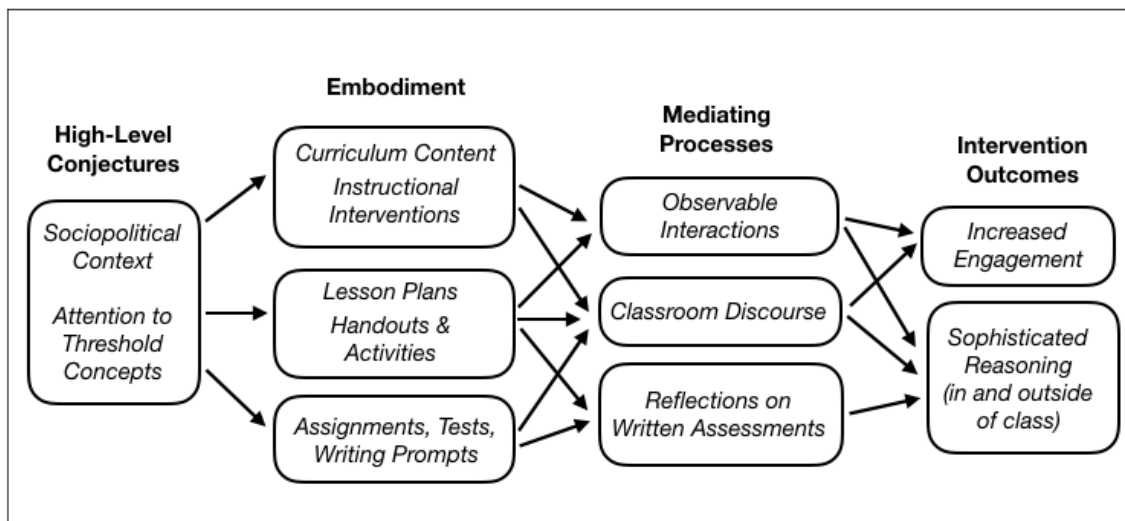 High-Level
Conjectures
Sociopolitical
Context
Attention to
Threshold
Concepts
Embodiment
Curriculum Content
Instructional
Interventions
Lesson Plans
Handouts &
Activities
Assignments, Tests,
Writing Prompts
Mediating
Processes
Observable
Interactions
Classroom Discourse
Reflections on
Written Assessments
Intervention
Outcomes
Increased
Engagement
Sophisticated
Reasoning
(in and outside
of class)